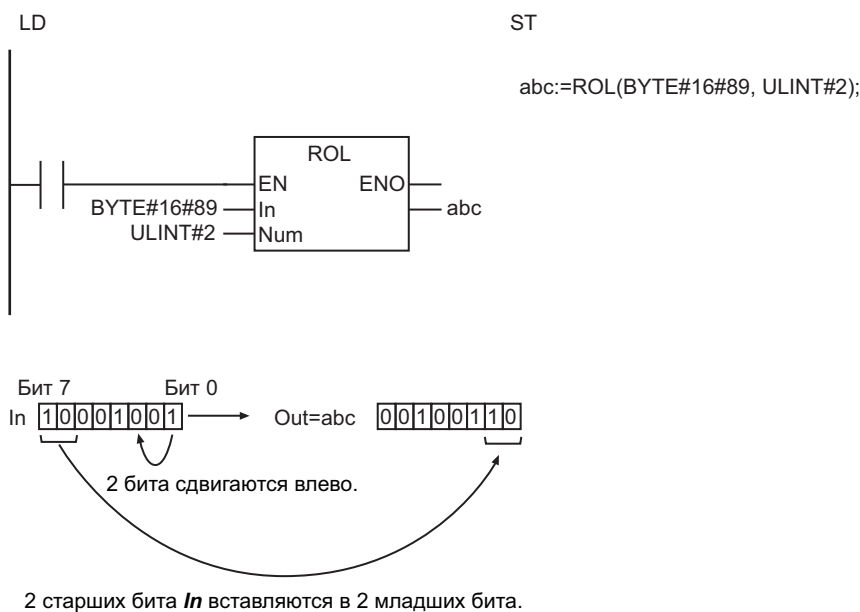 LD
ST
abc:=ROL(BYTE#16#89, ULINT#2);
ROL
EN ENO
BYTE#16#89 In abc
ULINT#2 Num
Бит 7 Бит 0
In 1 0 0 0 1 0 0 1 Out=abc 0 0 1 0 0 1 1 0
2 бита сдвигаются влево.
2 старших бита In вставляются в 2 младших бита.